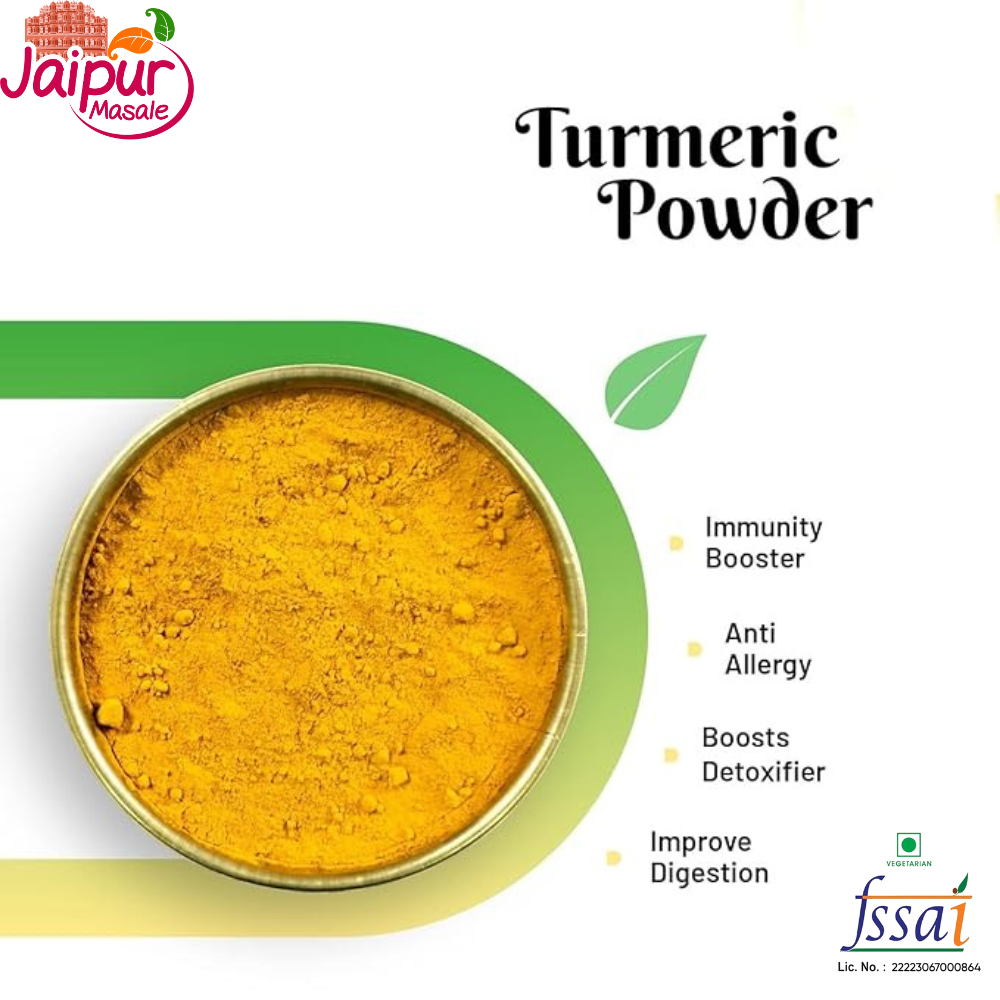 Jaipur
Masale
Turmeric
Powder
Immunity
Booster
Anti
Allergy
Boosts
Detoxifier
Improve
Digestion
VEGETARIAN
fssai
Lic. No. : 22223067000864